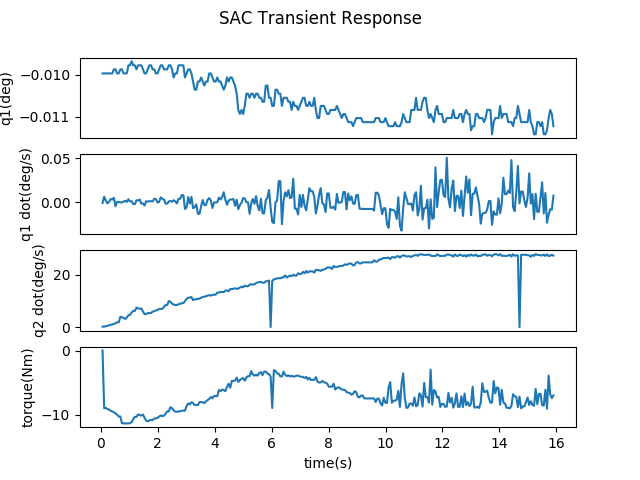 SAC Transient Response
q1(deg)
−0.010
−0.011
q1 dot(deg/s)
0.05
0.00
q2 dot(deg/s)
20
0
torque(Nm)
0
−10
0 2 4 6 8 10 12 14 16
time(s)